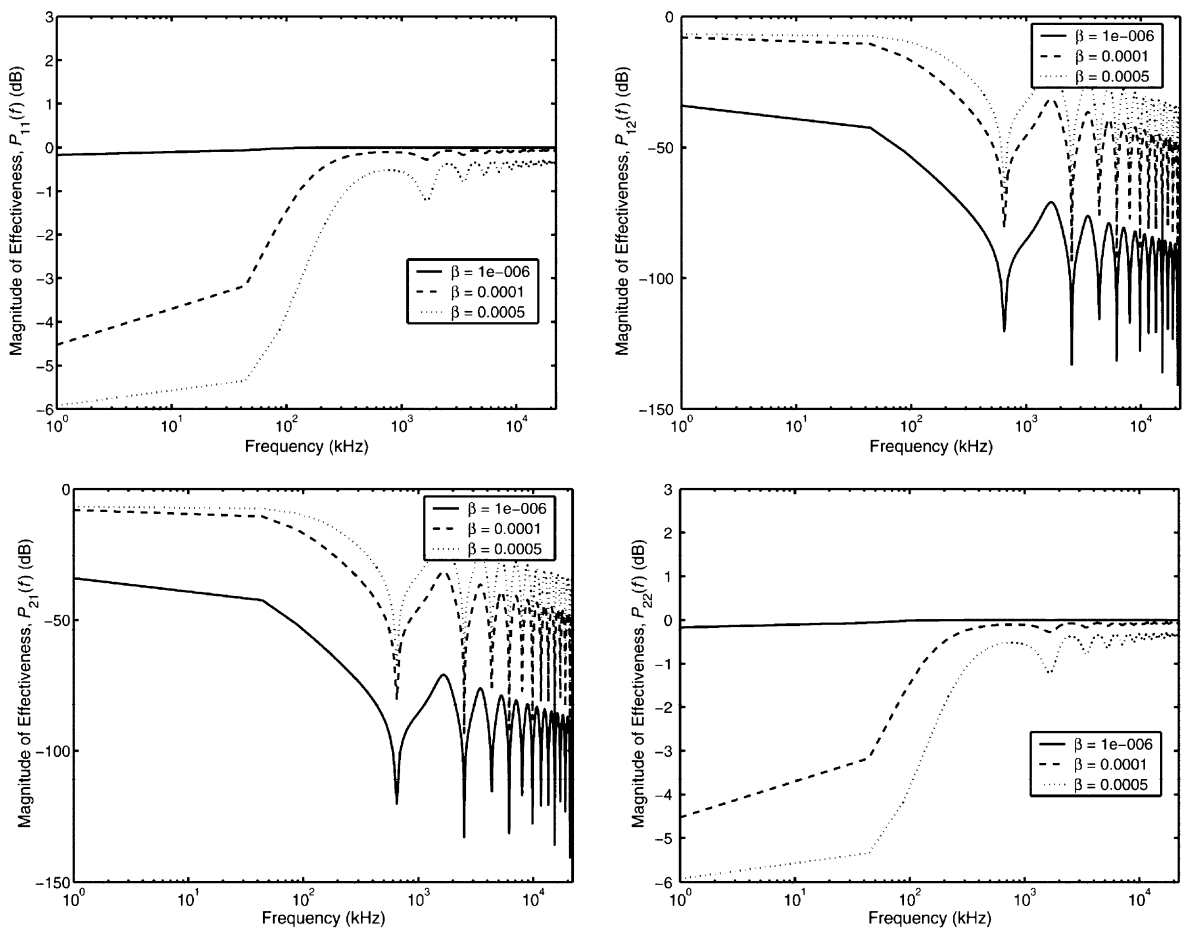 3
2
1
0
−1
−2
−3
−4
−5
−6
Magnitude of Effectiveness, P11(f) (dB)
β = 1e−006
β = 0.0001
β = 0.0005
10^0
10^1
10^2
10^3
10^4
Frequency (kHz)
0
−50
−100
−150
Magnitude of Effectiveness, P12(f) (dB)
β = 1e−006
β = 0.0001
β = 0.0005
10^0
10^1
10^2
10^3
10^4
Frequency (kHz)
0
−50
−100
−150
Magnitude of Effectiveness, P21(f) (dB)
β = 1e−006
β = 0.0001
β = 0.0005
10^0
10^1
10^2
10^3
10^4
Frequency (kHz)
3
2
1
0
−1
−2
−3
−4
−5
−6
Magnitude of Effectiveness, P22(f) (dB)
β = 1e−006
β = 0.0001
β = 0.0005
10^0
10^1
10^2
10^3
10^4
Frequency (kHz)